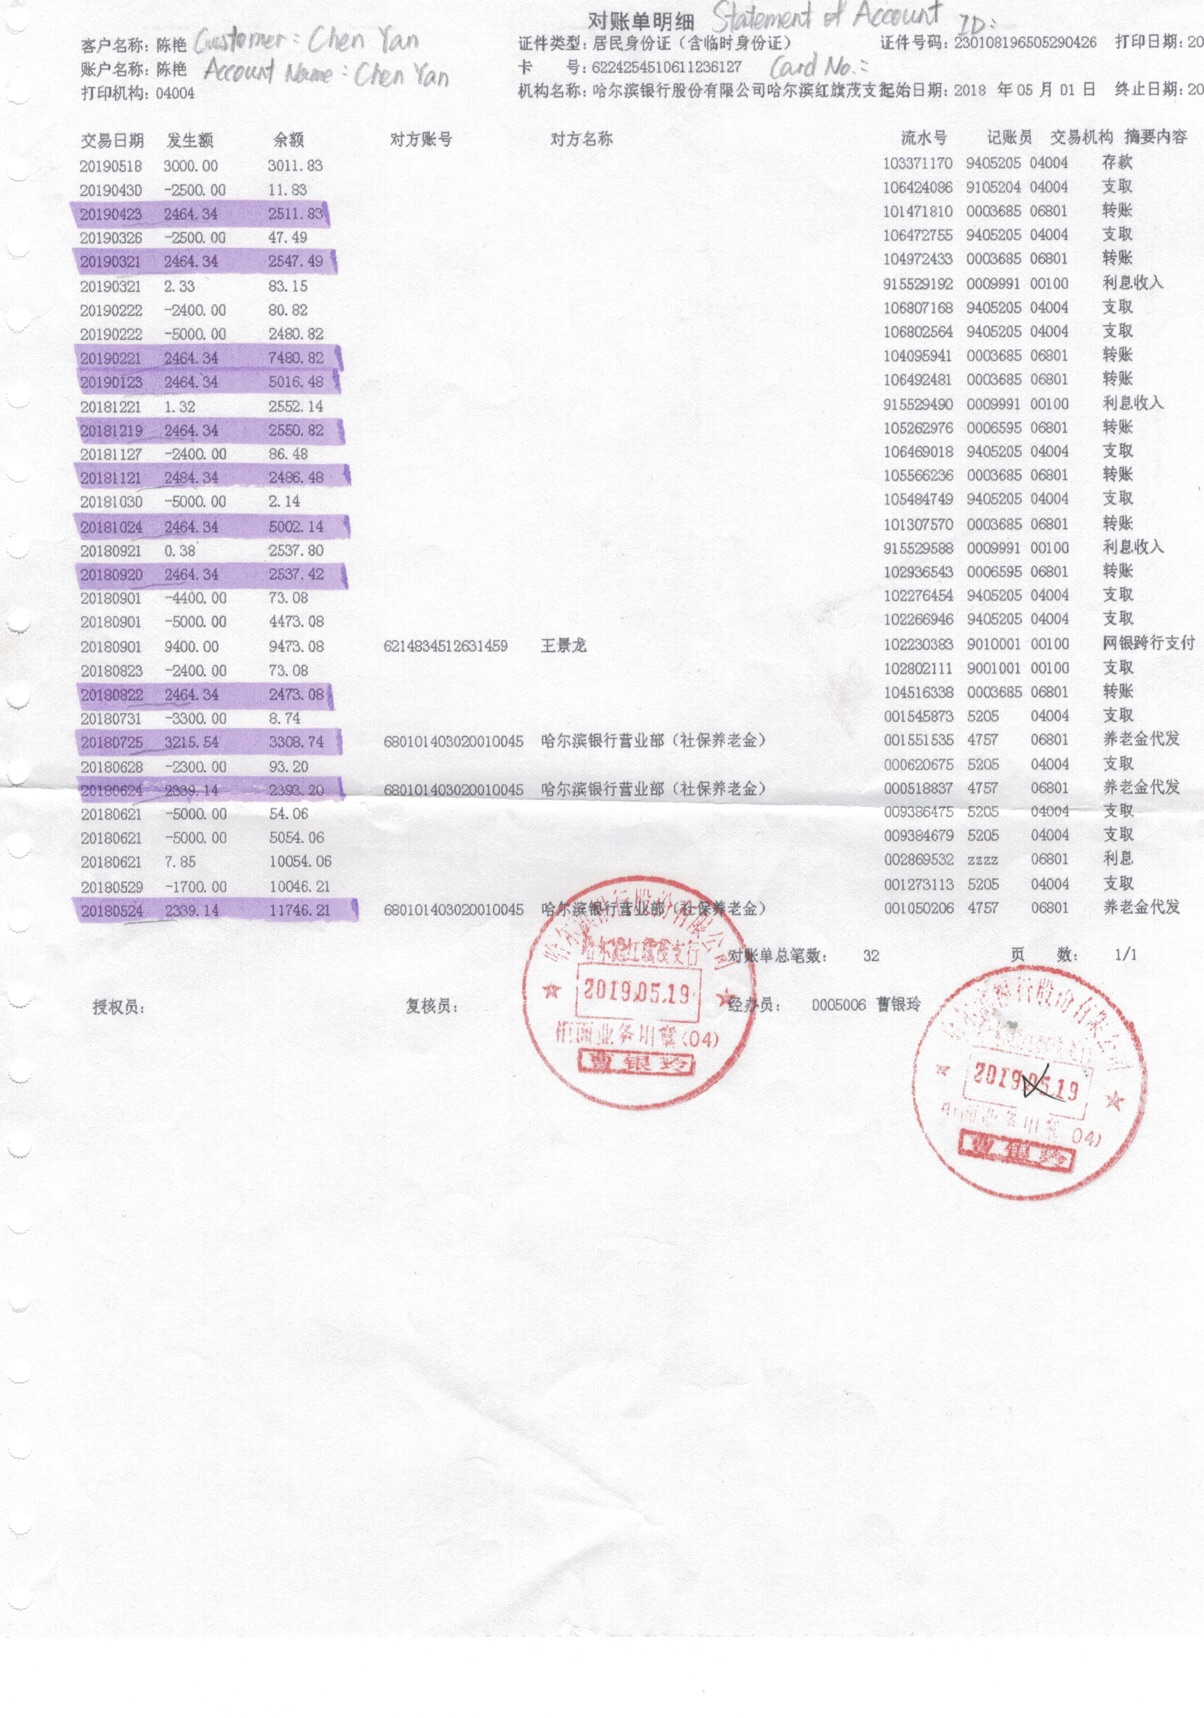 对账单明细 Statement of Account ID:
客户名称: 陈艳 Customer: Chen Yan 证件类型: 居民身份证（含临时身份证） 证件号码: 230108196505290426 打印日期: 20
账户名称: 陈艳 Account Name: Chen Yan 卡 号: 6224254510611236127 Card No.:
打印机构: 04004 机构名称: 哈尔滨银行股份有限公司哈尔滨红旗茂支 起始日期: 2018 年 05 月 01 日 终止日期: 20
交易日期 发生额 余额 对方账号 对方名称 流水号 记账员 交易机构 摘要内容
20190518 3000.00 3011.83 103371170 9405205 04004 存款
20190430 -2500.00 11.83 106424086 9105204 04004 支取
20190423 2464.34 2511.83 101471810 0003685 06801 转账
20190326 -2500.00 47.49 106472755 9405205 04004 支取
20190321 2464.34 2547.49 104972433 0003685 06801 转账
20190321 2.33 83.15 915529192 0009991 00100 利息收入
20190222 -2400.00 80.82 106807168 9405205 04004 支取
20190222 -5000.00 2480.82 106802564 9405205 04004 支取
20190221 2464.34 7480.82 104095941 0003685 06801 转账
20190123 2464.34 5016.48 106492481 0003685 06801 转账
20181221 1.32 2552.14 915529490 0009991 00100 利息收入
20181219 2464.34 2550.82 105262976 0006595 06801 转账
20181127 -2400.00 86.48 106469018 9405205 04004 支取
20181121 2484.34 2486.48 105566236 0003685 06801 转账
20181030 -5000.00 2.14 105484749 9405205 04004 支取
20181024 2464.34 5002.14 101307570 0003685 06801 转账
20180921 0.38 2537.80 915529588 0009991 00100 利息收入
20180920 2464.34 2537.42 102936543 0006595 06801 转账
20180901 -4400.00 73.08 102276454 9405205 04004 支取
20180901 -5000.00 4473.08 102266946 9405205 04004 支取
20180901 9400.00 9473.08 6214834512631459 王景龙 102230383 9010001 00100 网银跨行支付
20180823 -2400.00 73.08 102802111 9001001 00100 支取
20180822 2464.34 2473.08 104516338 0003685 06801 转账
20180731 -3300.00 8.74 001545873 5205 04004 支取
20180725 3215.54 3308.74 680101403020010045 哈尔滨银行营业部（社保养老金） 001551535 4757 06801 养老金代发
20180628 -2300.00 93.20 000620675 5205 04004 支取
20180624 2339.14 2393.20 680101403020010045 哈尔滨银行营业部（社保养老金） 000518837 4757 06801 养老金代发
20180621 -5000.00 54.06 009386475 5205 04004 支取
20180621 -5000.00 5054.06 009384679 5205 04004 支取
20180621 7.85 10054.06 002869532 zzzz 06801 利息
20180529 -1700.00 10046.21 001273113 5205 04004 支取
20180524 2339.14 11746.21 680101403020010045 哈尔滨银行营业部（社保养老金） 001050206 4757 06801 养老金代发
对账单总笔数: 32 页 数: 1/1
授权员: 复核员: 经办员: 0005006 曹银玲
哈尔滨银行股份有限公司
哈尔滨红旗茂支行
2019.05.19
柜面业务用章(04)
曹银玲
哈尔滨银行股份有限公司
2019.05.19
柜面业务用章(04)
曹银玲